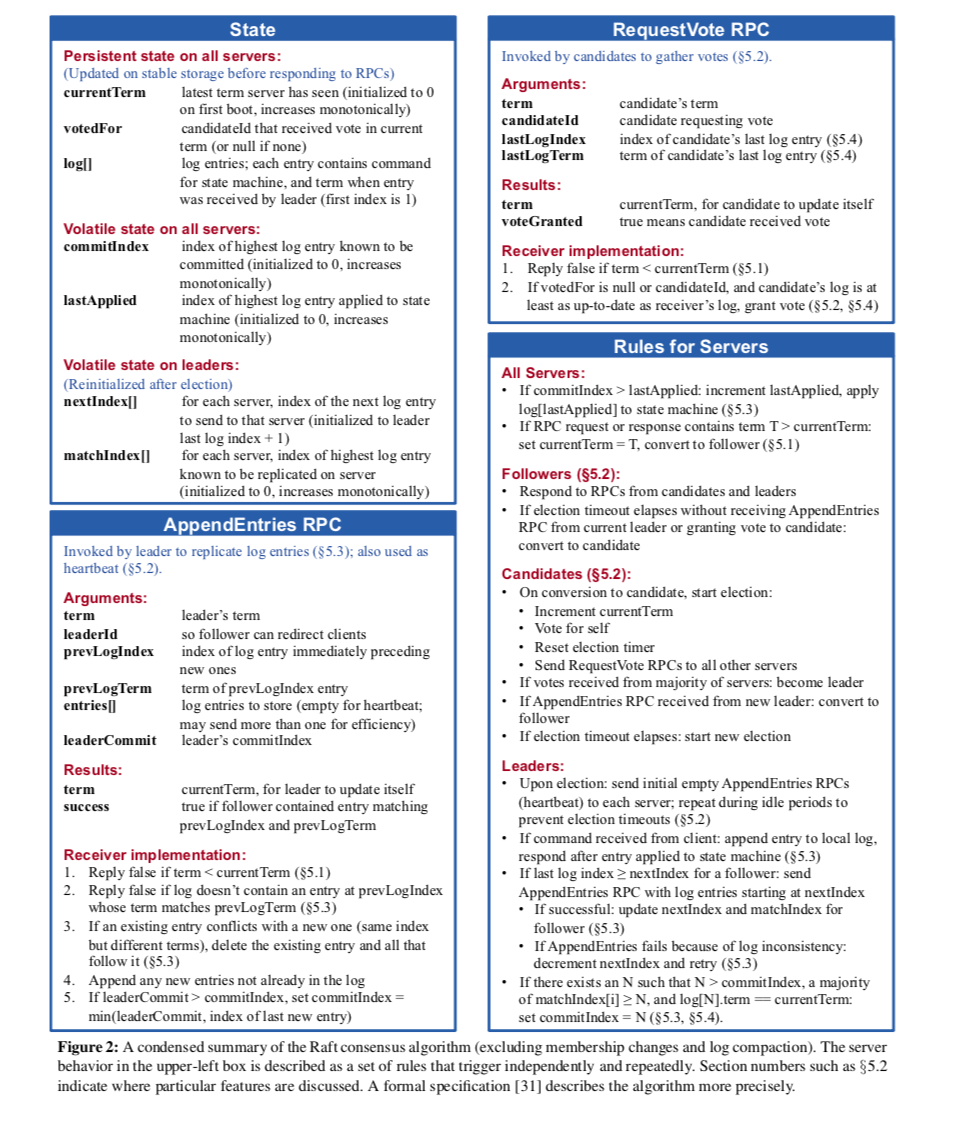 State
Persistent state on all servers:
(Updated on stable storage before responding to RPCs)
currentTerm latest term server has seen (initialized to 0
on first boot, increases monotonically)
votedFor candidateId that received vote in current
term (or null if none)
log[] log entries; each entry contains command
for state machine, and term when entry
was received by leader (first index is 1)
Volatile state on all servers:
commitIndex index of highest log entry known to be
committed (initialized to 0, increases
monotonically)
lastApplied index of highest log entry applied to state
machine (initialized to 0, increases
monotonically)
Volatile state on leaders:
(Reinitialized after election)
nextIndex[] for each server, index of the next log entry
to send to that server (initialized to leader
last log index + 1)
matchIndex[] for each server, index of highest log entry
known to be replicated on server
(initialized to 0, increases monotonically)
AppendEntries RPC
Invoked by leader to replicate log entries (§5.3); also used as
heartbeat (§5.2).
Arguments:
term leader’s term
leaderId so follower can redirect clients
prevLogIndex index of log entry immediately preceding
new ones
prevLogTerm term of prevLogIndex entry
entries[] log entries to store (empty for heartbeat;
may send more than one for efficiency)
leaderCommit leader’s commitIndex
Results:
term currentTerm, for leader to update itself
success true if follower contained entry matching
prevLogIndex and prevLogTerm
Receiver implementation:
1. Reply false if term < currentTerm (§5.1)
2. Reply false if log doesn’t contain an entry at prevLogIndex
whose term matches prevLogTerm (§5.3)
3. If an existing entry conflicts with a new one (same index
but different terms), delete the existing entry and all that
follow it (§5.3)
4. Append any new entries not already in the log
5. If leaderCommit > commitIndex, set commitIndex =
min(leaderCommit, index of last new entry)
RequestVote RPC
Invoked by candidates to gather votes (§5.2).
Arguments:
term candidate’s term
candidateId candidate requesting vote
lastLogIndex index of candidate’s last log entry (§5.4)
lastLogTerm term of candidate’s last log entry (§5.4)
Results:
term currentTerm, for candidate to update itself
voteGranted true means candidate received vote
Receiver implementation:
1. Reply false if term < currentTerm (§5.1)
2. If votedFor is null or candidateId, and candidate’s log is at
least as up-to-date as receiver’s log, grant vote (§5.2, §5.4)
Rules for Servers
All Servers:
• If commitIndex > lastApplied: increment lastApplied, apply
log[lastApplied] to state machine (§5.3)
• If RPC request or response contains term T > currentTerm:
set currentTerm = T, convert to follower (§5.1)
Followers (§5.2):
• Respond to RPCs from candidates and leaders
• If election timeout elapses without receiving AppendEntries
RPC from current leader or granting vote to candidate:
convert to candidate
Candidates (§5.2):
• On conversion to candidate, start election:
• Increment currentTerm
• Vote for self
• Reset election timer
• Send RequestVote RPCs to all other servers
• If votes received from majority of servers: become leader
• If AppendEntries RPC received from new leader: convert to
follower
• If election timeout elapses: start new election
Leaders:
• Upon election: send initial empty AppendEntries RPCs
(heartbeat) to each server; repeat during idle periods to
prevent election timeouts (§5.2)
• If command received from client: append entry to local log,
respond after entry applied to state machine (§5.3)
• If last log index ≥ nextIndex for a follower: send
AppendEntries RPC with log entries starting at nextIndex
• If successful: update nextIndex and matchIndex for
follower (§5.3)
• If AppendEntries fails because of log inconsistency:
decrement nextIndex and retry (§5.3)
• If there exists an N such that N > commitIndex, a majority
of matchIndex[i] ≥ N, and log[N].term == currentTerm:
set commitIndex = N (§5.3, §5.4).
Figure 2: A condensed summary of the Raft consensus algorithm (excluding membership changes and log compaction). The server
behavior in the upper-left box is described as a set of rules that trigger independently and repeatedly. Section numbers such as §5.2
indicate where particular features are discussed. A formal specification [31] describes the algorithm more precisely.